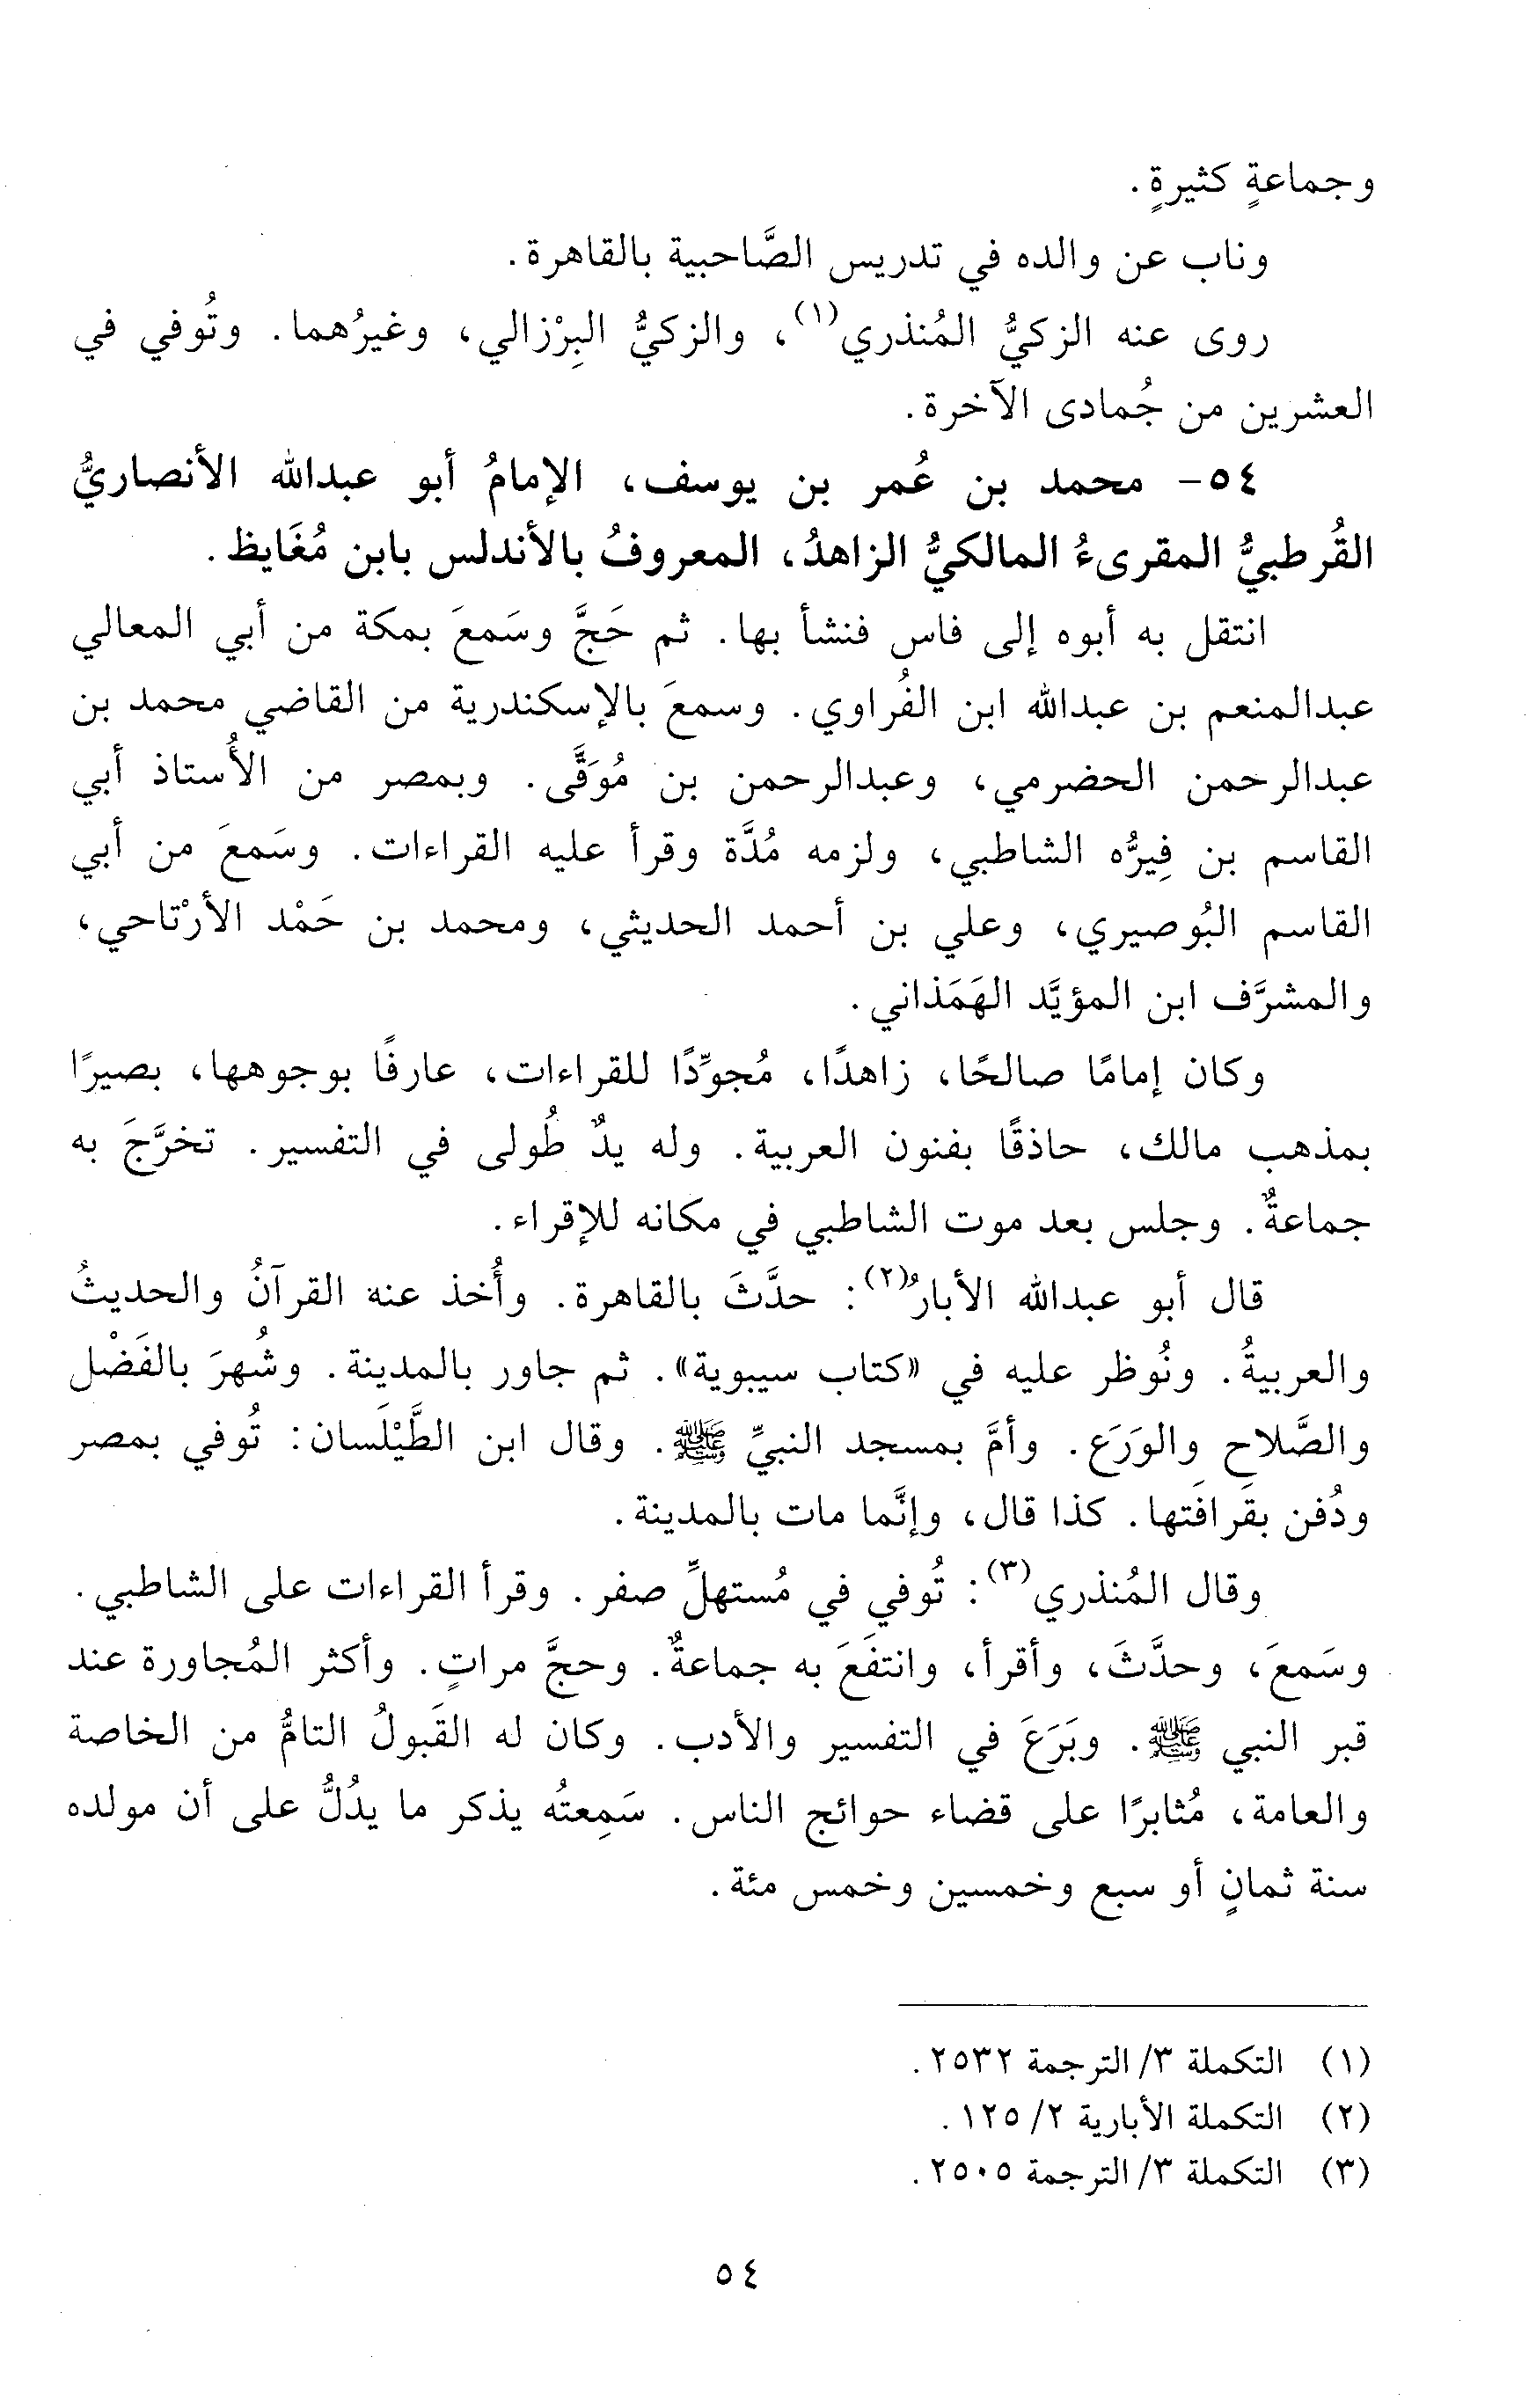 وجماعةٍ كثيرةٍ.
وناب عن والده في تدريس الصَّاحبية بالقاهرة.
روى عنه الزكيُّ المُنذري(١)، والزكيُّ البِرْزالي، وغيرُهما. وتُوفي في
العشرين من جُمادى الآخرة.
٥٤- محمد بن عُمر بن يوسف، الإمامُ أبو عبدالله الأنصاريُّ
القُرطبيُّ المقرىءُ المالكيُّ الزاهدُ، المعروفُ بالأندلس بابن مُغَايظ.
انتقل به أبوه إلى فاس فنشأ بها. ثم حَجَّ وسَمعَ بمكة من أبي المعالي
عبدالمنعم بن عبدالله ابن الفُراوي. وسمعَ بالإسكندرية من القاضي محمد بن
عبدالرحمن الحضرمي، وعبدالرحمن بن مُوَقَّى. وبمصر من الأُستاذ أبي
القاسم بن فِيرُّه الشاطبي، ولزمه مُدَّة وقرأ عليه القراءات. وسَمعَ من أبي
القاسم البُوصيري، وعلي بن أحمد الحديثي، ومحمد بن حَمْد الأرْتاحي،
والمشرَّف ابن المؤيَّد الهَمَذاني.
وكان إمامًا صالحًا، زاهدًا، مُجوِّدًا للقراءات، عارفًا بوجوهها، بصيرًا
بمذهب مالك، حاذقًا بفنون العربية. وله يدٌ طُولى في التفسير. تخرَّجَ به
جماعةٌ. وجلس بعد موت الشاطبي في مكانه للإقراء.
قال أبو عبدالله الأبارُ(٢): حدَّثَ بالقاهرة. وأُخذ عنه القرآنُ والحديثُ
والعربيةُ. ونُوظر عليه في «كتاب سيبوية». ثم جاور بالمدينة. وشُهرَ بالفَضْل
والصَّلاح والوَرَع. وأمَّ بمسجد النبيِّ ﷺ. وقال ابن الطَّيْلَسان: تُوفي بمصر
ودُفن بقَرافَتها. كذا قال، وإنَّما مات بالمدينة.
وقال المُنذري(٣): تُوفي في مُستهلِّ صفر. وقرأ القراءات على الشاطبي.
وسَمعَ، وحدَّثَ، وأقرأ، وانتفَعَ به جماعةٌ. وحجَّ مراتٍ. وأكثر المُجاورة عند
قبر النبي ﷺ. وبَرَعَ في التفسير والأدب. وكان له القَبولُ التامُّ من الخاصة
والعامة، مُثابرًا على قضاء حوائج الناس. سَمِعتُه يذكر ما يدُلُّ على أن مولده
سنة ثمانٍ أو سبع وخمسين وخمس مئة.
(١) التكملة ٣/ الترجمة ٢٥٣٢.
(٢) التكملة الأبارية ٢/ ١٢٥.
(٣) التكملة ٣/ الترجمة ٢٥٠٥.
٥٤